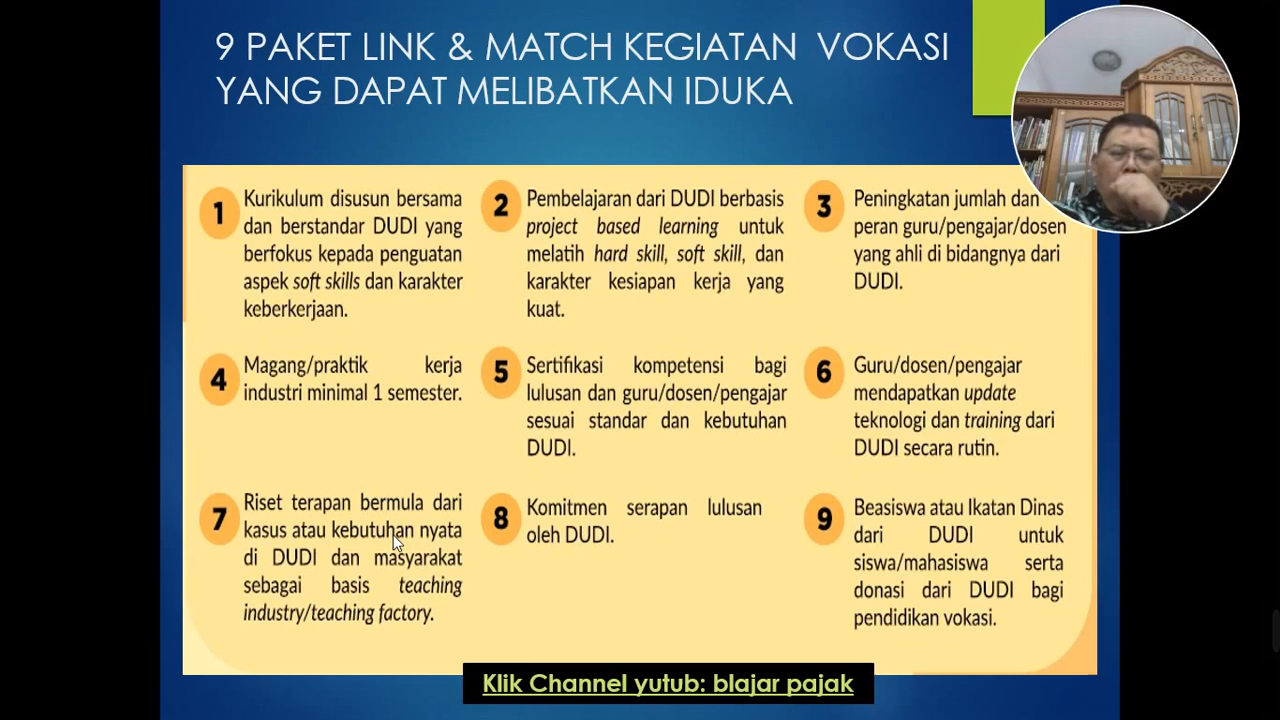 9 PAKET LINK & MATCH KEGIATAN VOKASI
YANG DAPAT MELIBATKAN IDUKA
1
Kurikulum disusun bersama
dan berstandar DUDI yang
berfokus kepada penguatan
aspek soft skills dan karakter
keberkerjaan.
2
Pembelajaran dari DUDI berbasis
project based learning untuk
melatih hard skill, soft skill, dan
karakter kesiapan kerja yang
kuat.
3
Peningkatan jumlah dan
peran guru/pengajar/dosen
yang ahli di bidangnya dari
DUDI.
4
Magang/praktik kerja
industri minimal 1 semester.
5
Sertifikasi kompetensi bagi
lulusan dan guru/dosen/pengajar
sesuai standar dan kebutuhan
DUDI.
6
Guru/dosen/pengajar
mendapatkan update
teknologi dan training dari
DUDI secara rutin.
7
Riset terapan bermula dari
kasus atau kebutuhan nyata
di DUDI dan masyarakat
sebagai basis teaching
industry/teaching factory.
8
Komitmen serapan lulusan
oleh DUDI.
9
Beasiswa atau Ikatan Dinas
dari DUDI untuk
siswa/mahasiswa serta
donasi dari DUDI bagi
pendidikan vokasi.
Klik Channel yutub: blajar pajak